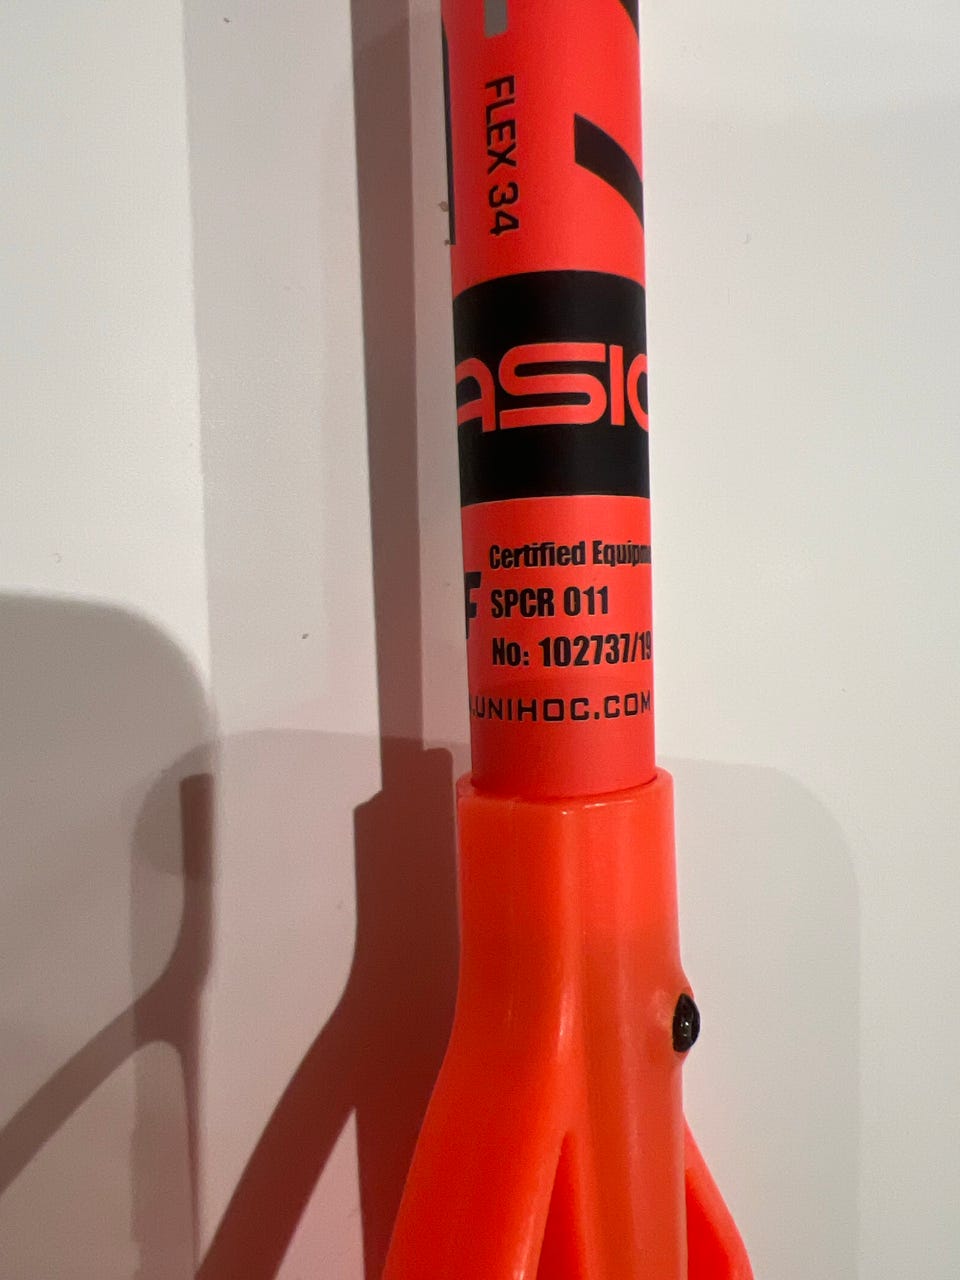 FLEX 34
ASIC
Certified Equipm
F SPCR 011
No: 102737/19
.UNIHOC.COM